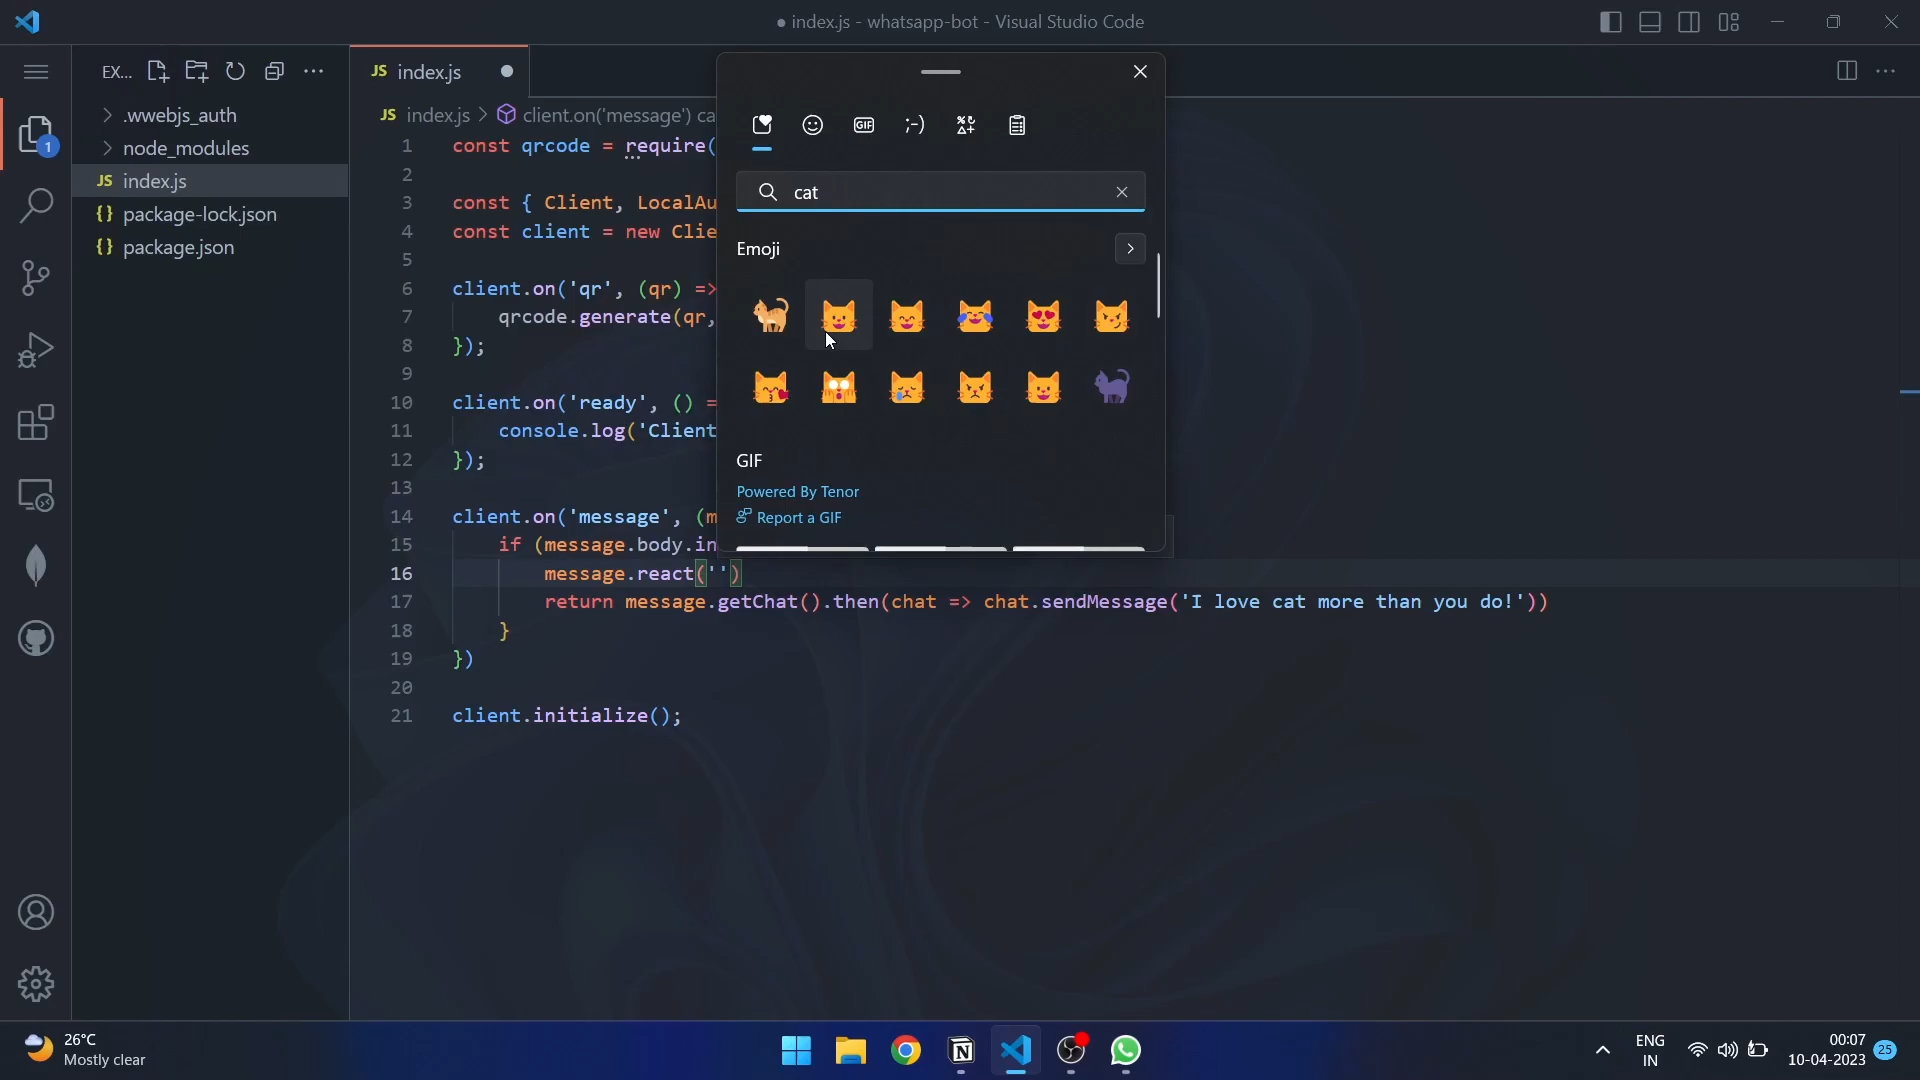 ● index.js - whatsapp-bot - Visual Studio Code
EX...
.wwebjs_auth
node_modules
JS index.js
{} package-lock.json
{} package.json
1
JS index.js
JS index.js > client.on('message') ca
1 const qrcode = require(
2
3 const { Client, LocalAu
4 const client = new Clie
5
6 client.on('qr', (qr) =>
7 qrcode.generate(qr,
8 });
9
10 client.on('ready', () =
11 console.log('Client
12 });
13
14 client.on('message', (m
15 if (message.body.in
16 message.react('')
17 return message.getChat().then(chat => chat.sendMessage('I love cat more than you do!'))
18 }
19 })
20
21 client.initialize();
GIF
;-)
cat
Emoji
GIF
Powered By Tenor
Report a GIF
26°C
Mostly clear
ENG
IN
00:07
10-04-2023
25